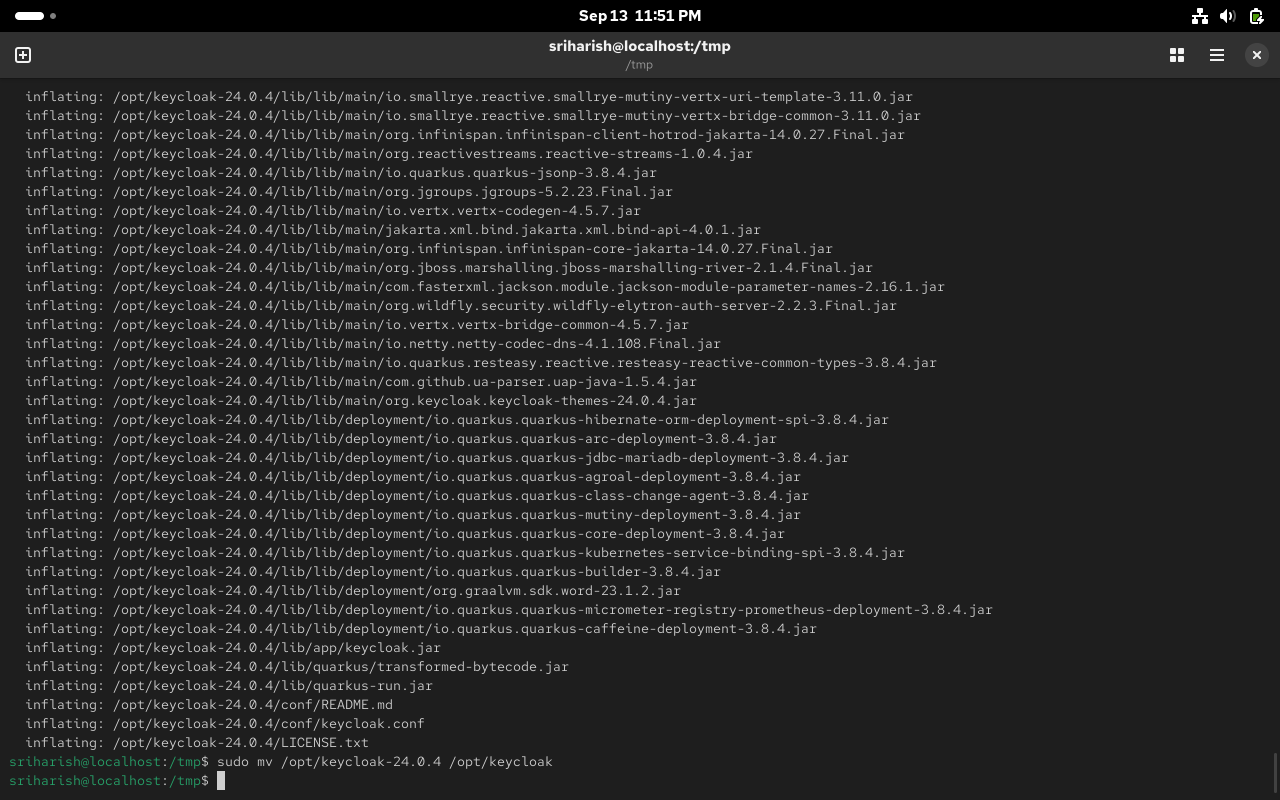 Sep 13 11:51 PM
sriharish@localhost:/tmp
/tmp
inflating: /opt/keycloak-24.0.4/lib/lib/main/io.smallrye.reactive.smallrye-mutiny-vertx-uri-template-3.11.0.jar
inflating: /opt/keycloak-24.0.4/lib/lib/main/io.smallrye.reactive.smallrye-mutiny-vertx-bridge-common-3.11.0.jar
inflating: /opt/keycloak-24.0.4/lib/lib/main/org.infinispan.infinispan-client-hotrod-jakarta-14.0.27.Final.jar
inflating: /opt/keycloak-24.0.4/lib/lib/main/org.reactivestreams.reactive-streams-1.0.4.jar
inflating: /opt/keycloak-24.0.4/lib/lib/main/io.quarkus.quarkus-jsonp-3.8.4.jar
inflating: /opt/keycloak-24.0.4/lib/lib/main/org.jgroups.jgroups-5.2.23.Final.jar
inflating: /opt/keycloak-24.0.4/lib/lib/main/io.vertx.vertx-codegen-4.5.7.jar
inflating: /opt/keycloak-24.0.4/lib/lib/main/jakarta.xml.bind.jakarta.xml.bind-api-4.0.1.jar
inflating: /opt/keycloak-24.0.4/lib/lib/main/org.infinispan.infinispan-core-jakarta-14.0.27.Final.jar
inflating: /opt/keycloak-24.0.4/lib/lib/main/org.jboss.marshalling.jboss-marshalling-river-2.1.4.Final.jar
inflating: /opt/keycloak-24.0.4/lib/lib/main/com.fasterxml.jackson.module.jackson-module-parameter-names-2.16.1.jar
inflating: /opt/keycloak-24.0.4/lib/lib/main/org.wildfly.security.wildfly-elytron-auth-server-2.2.3.Final.jar
inflating: /opt/keycloak-24.0.4/lib/lib/main/io.vertx.vertx-bridge-common-4.5.7.jar
inflating: /opt/keycloak-24.0.4/lib/lib/main/io.netty.netty-codec-dns-4.1.108.Final.jar
inflating: /opt/keycloak-24.0.4/lib/lib/main/io.quarkus.resteasy.reactive.resteasy-reactive-common-types-3.8.4.jar
inflating: /opt/keycloak-24.0.4/lib/lib/main/com.github.ua-parser.uap-java-1.5.4.jar
inflating: /opt/keycloak-24.0.4/lib/lib/main/org.keycloak.keycloak-themes-24.0.4.jar
inflating: /opt/keycloak-24.0.4/lib/lib/deployment/io.quarkus.quarkus-hibernate-orm-deployment-spi-3.8.4.jar
inflating: /opt/keycloak-24.0.4/lib/lib/deployment/io.quarkus.quarkus-arc-deployment-3.8.4.jar
inflating: /opt/keycloak-24.0.4/lib/lib/deployment/io.quarkus.quarkus-jdbc-mariadb-deployment-3.8.4.jar
inflating: /opt/keycloak-24.0.4/lib/lib/deployment/io.quarkus.quarkus-agroal-deployment-3.8.4.jar
inflating: /opt/keycloak-24.0.4/lib/lib/deployment/io.quarkus.quarkus-class-change-agent-3.8.4.jar
inflating: /opt/keycloak-24.0.4/lib/lib/deployment/io.quarkus.quarkus-mutiny-deployment-3.8.4.jar
inflating: /opt/keycloak-24.0.4/lib/lib/deployment/io.quarkus.quarkus-core-deployment-3.8.4.jar
inflating: /opt/keycloak-24.0.4/lib/lib/deployment/io.quarkus.quarkus-kubernetes-service-binding-spi-3.8.4.jar
inflating: /opt/keycloak-24.0.4/lib/lib/deployment/io.quarkus.quarkus-builder-3.8.4.jar
inflating: /opt/keycloak-24.0.4/lib/lib/deployment/org.graalvm.sdk.word-23.1.2.jar
inflating: /opt/keycloak-24.0.4/lib/lib/deployment/io.quarkus.quarkus-micrometer-registry-prometheus-deployment-3.8.4.jar
inflating: /opt/keycloak-24.0.4/lib/lib/deployment/io.quarkus.quarkus-caffeine-deployment-3.8.4.jar
inflating: /opt/keycloak-24.0.4/lib/app/keycloak.jar
inflating: /opt/keycloak-24.0.4/lib/quarkus/transformed-bytecode.jar
inflating: /opt/keycloak-24.0.4/lib/quarkus-run.jar
inflating: /opt/keycloak-24.0.4/conf/README.md
inflating: /opt/keycloak-24.0.4/conf/keycloak.conf
inflating: /opt/keycloak-24.0.4/LICENSE.txt
sriharish@localhost:/tmp$ sudo mv /opt/keycloak-24.0.4 /opt/keycloak
sriharish@localhost:/tmp$